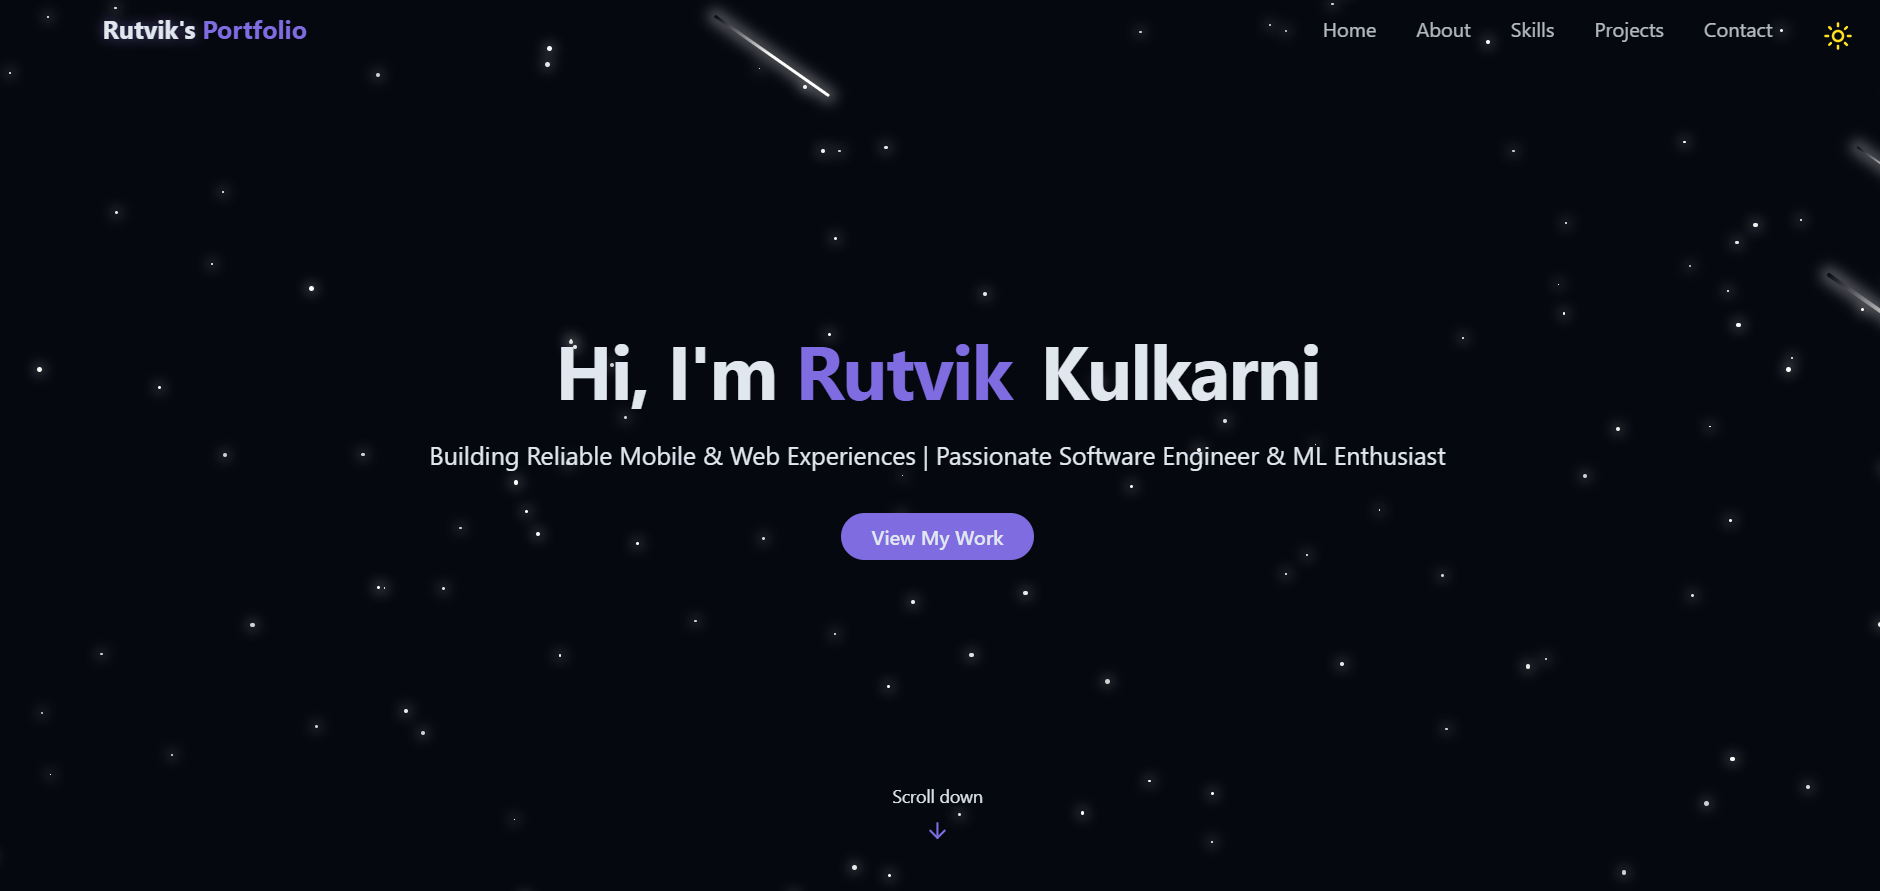 Rutvik's Portfolio
Home About Skills Projects Contact
Hi, I'm Rutvik Kulkarni
Building Reliable Mobile & Web Experiences | Passionate Software Engineer & ML Enthusiast
View My Work
Scroll down